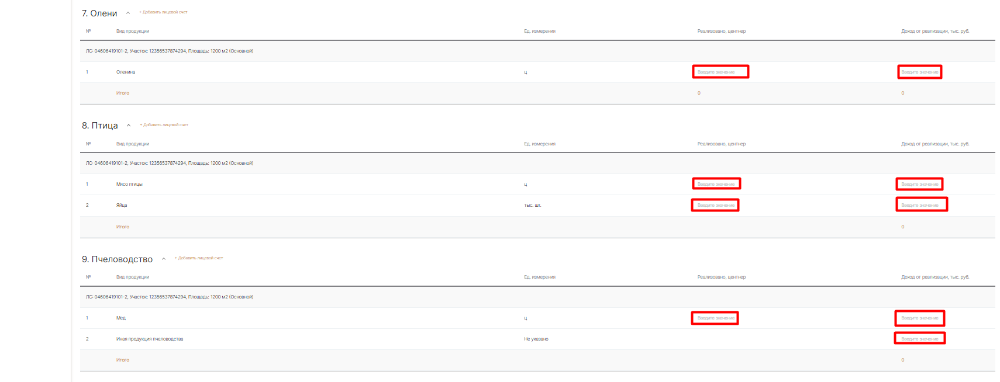 7. Олени + Добавить лицевой счет
№ Вид продукции Ед. измерения Реализовано, центнер Доход от реализации, тыс. руб.
ЛС: 04606419101-2, Участок: 12356537874294, Площадь: 1200 м2 (Основной)
1 Оленина ц Введите значение Введите значение
Итого 0 0
8. Птица + Добавить лицевой счет
№ Вид продукции Ед. измерения Реализовано, центнер Доход от реализации, тыс. руб.
ЛС: 04606419101-2, Участок: 12356537874294, Площадь: 1200 м2 (Основной)
1 Мясо птицы ц Введите значение Введите значение
2 Яйца тыс. шт. Введите значение Введите значение
Итого 0
9. Пчеловодство + Добавить лицевой счет
№ Вид продукции Ед. измерения Реализовано, центнер Доход от реализации, тыс. руб.
ЛС: 04606419101-2, Участок: 12356537874294, Площадь: 1200 м2 (Основной)
1 Мед ц Введите значение Введите значение
2 Иная продукция пчеловодства Не указано Введите значение
Итого 0